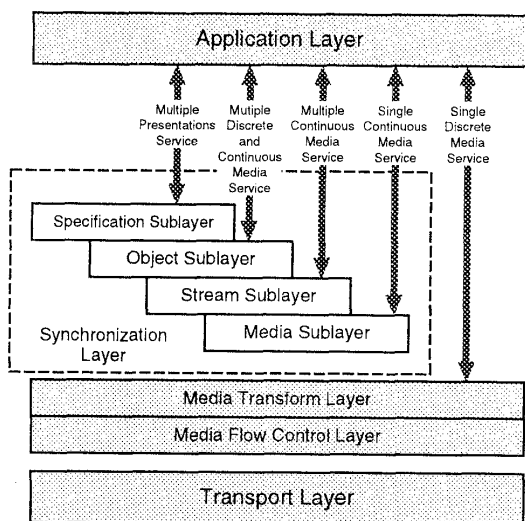 Application Layer
Multiple
Presentations
Service
Mutiple
Discrete
and
Continuous
Media
Service
Multiple
Continuous
Media
Service
Single
Continuous
Media
Service
Single
Discrete
Media
Service
Specification Sublayer
Object Sublayer
Stream Sublayer
Media Sublayer
Synchronization
Layer
Media Transform Layer
Media Flow Control Layer
Transport Layer